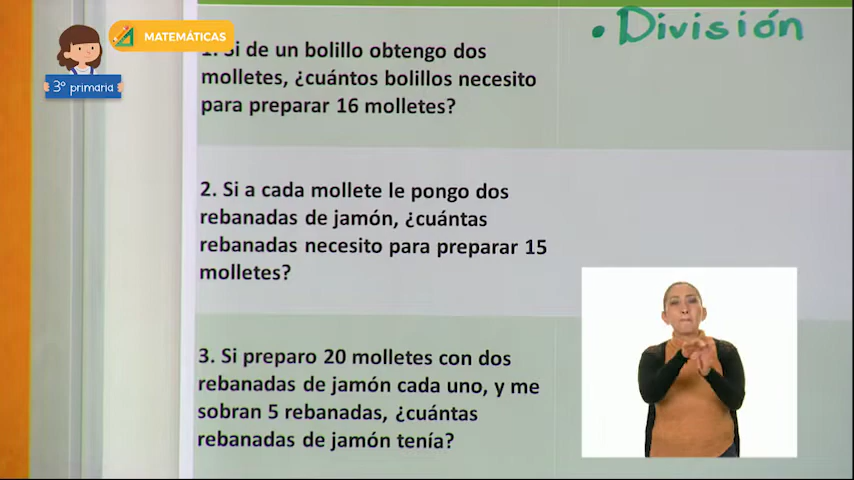 MATEMÁTICAS
3° primaria
• División
1. Si de un bolillo obtengo dos
molletes, ¿cuántos bolillos necesito
para preparar 16 molletes?
2. Si a cada mollete le pongo dos
rebanadas de jamón, ¿cuántas
rebanadas necesito para preparar 15
molletes?
3. Si preparo 20 molletes con dos
rebanadas de jamón cada uno, y me
sobran 5 rebanadas, ¿cuántas
rebanadas de jamón tenía?